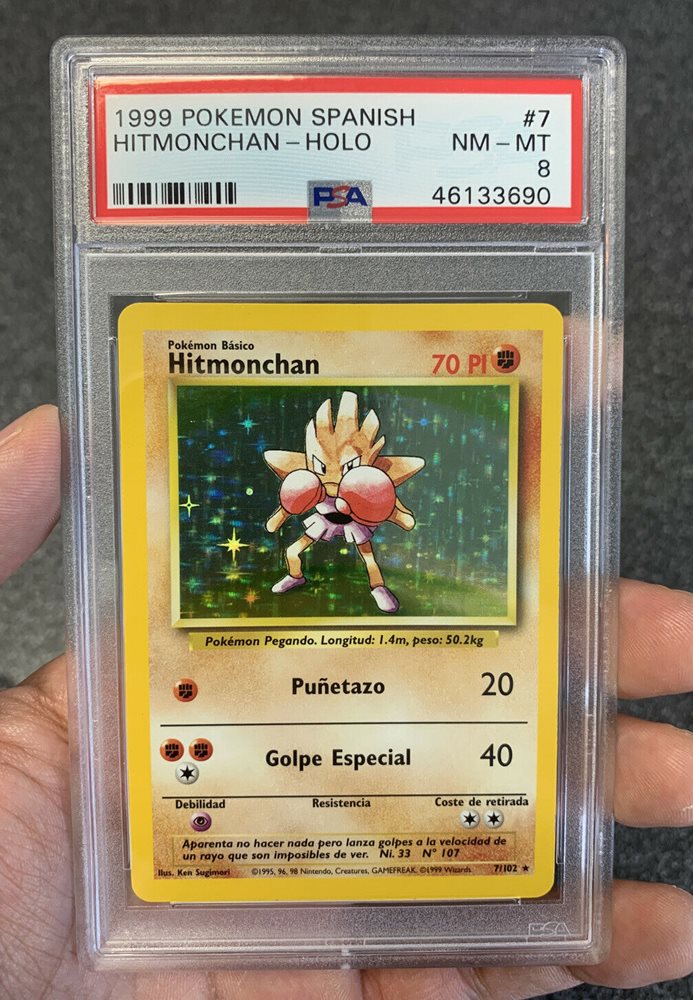 1999 POKEMON SPANISH #7
HITMONCHAN – HOLO NM – MT
8
PSA 46133690
Pokémon Básico
Hitmonchan 70 PI
Pokémon Pegando. Longitud: 1.4m, peso: 50.2kg
Puñetazo 20
Golpe Especial 40
Debilidad Resistencia Coste de retirada
Aparenta no hacer nada pero lanza golpes a la velocidad de
un rayo que son imposibles de ver. Ni. 33 Nº 107
Ilus. Ken Sugimori ©1995, 96, 98 Nintendo, Creatures, GAMEFREAK. ©1999 Wizards. 7/102 ★
PSA